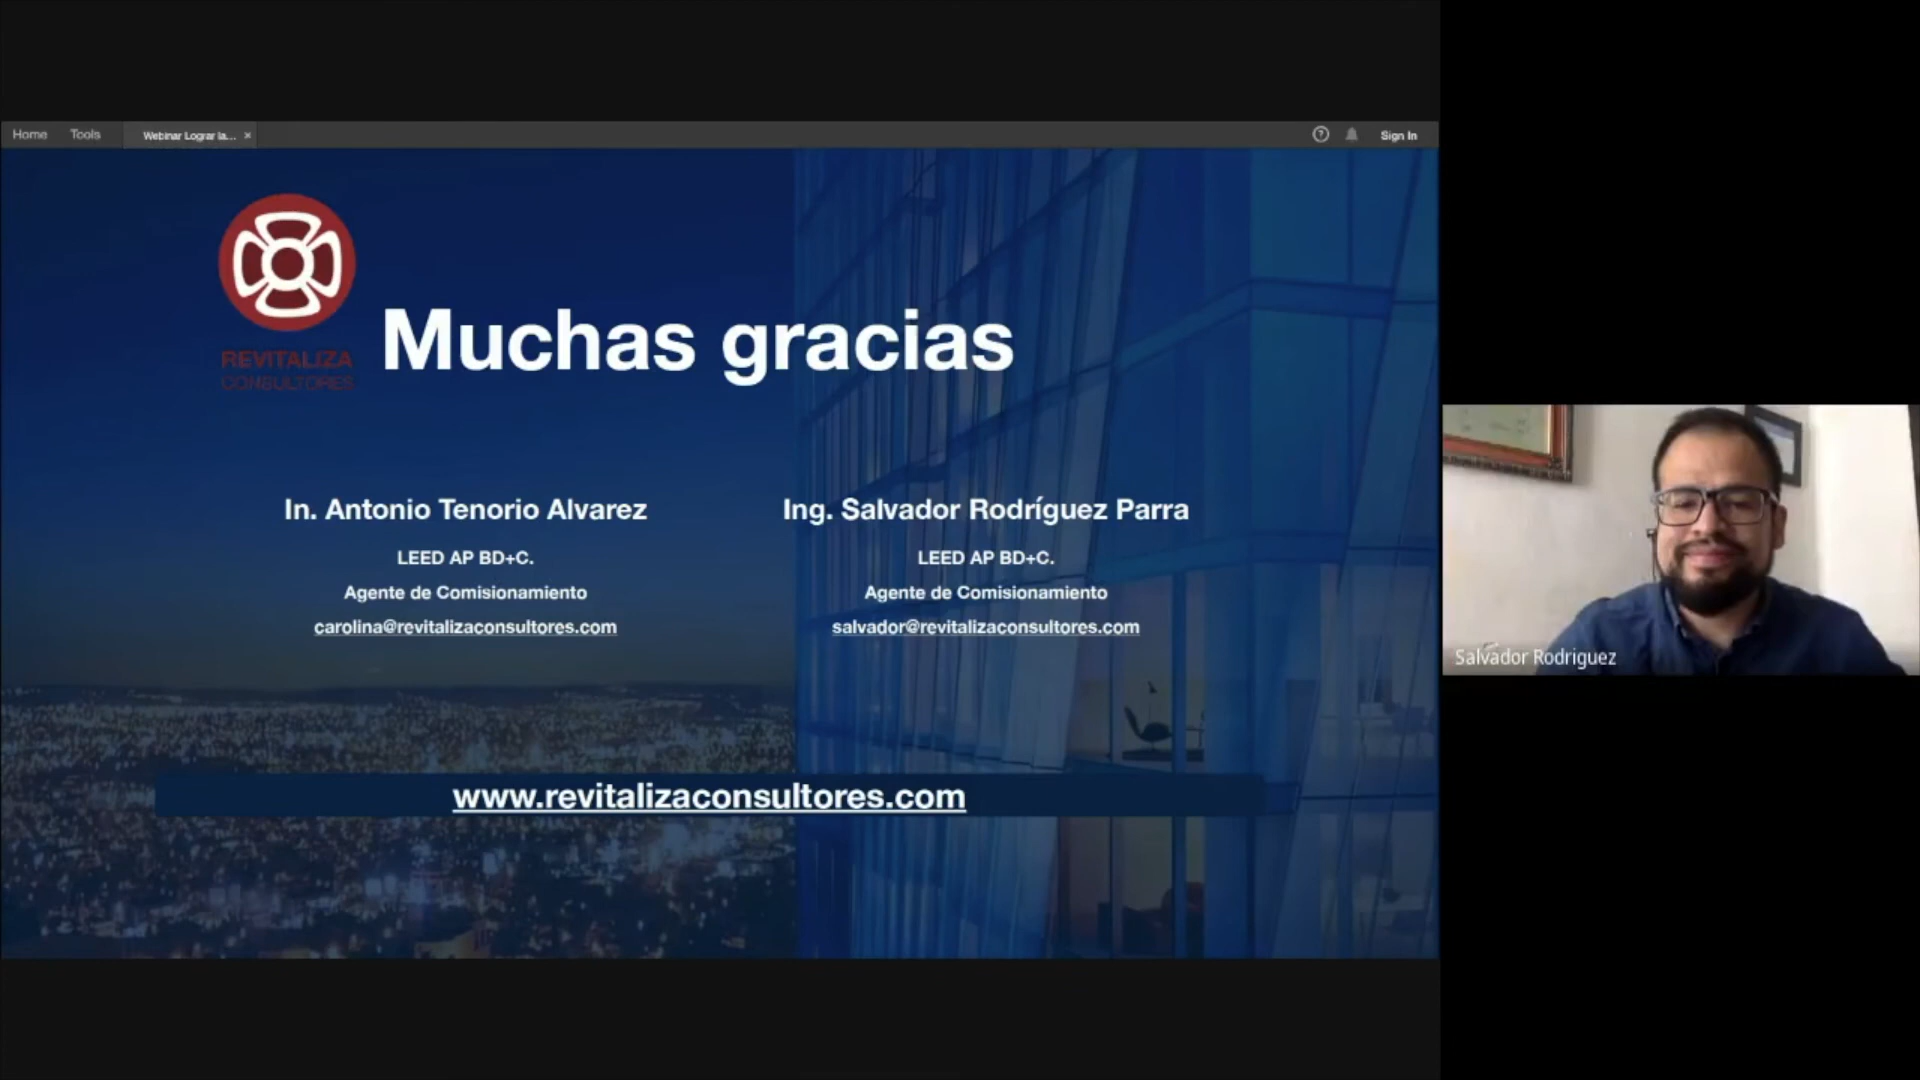 Home
Tools
Webinar Lograr la... ×
Sign In
REVITALIZA
CONSULTORES
Muchas gracias
In. Antonio Tenorio Alvarez
LEED AP BD+C.
Agente de Comisionamiento
carolina@revitalizaconsultores.com
Ing. Salvador Rodríguez Parra
LEED AP BD+C.
Agente de Comisionamiento
salvador@revitalizaconsultores.com
www.revitalizaconsultores.com
Salvador Rodriguez